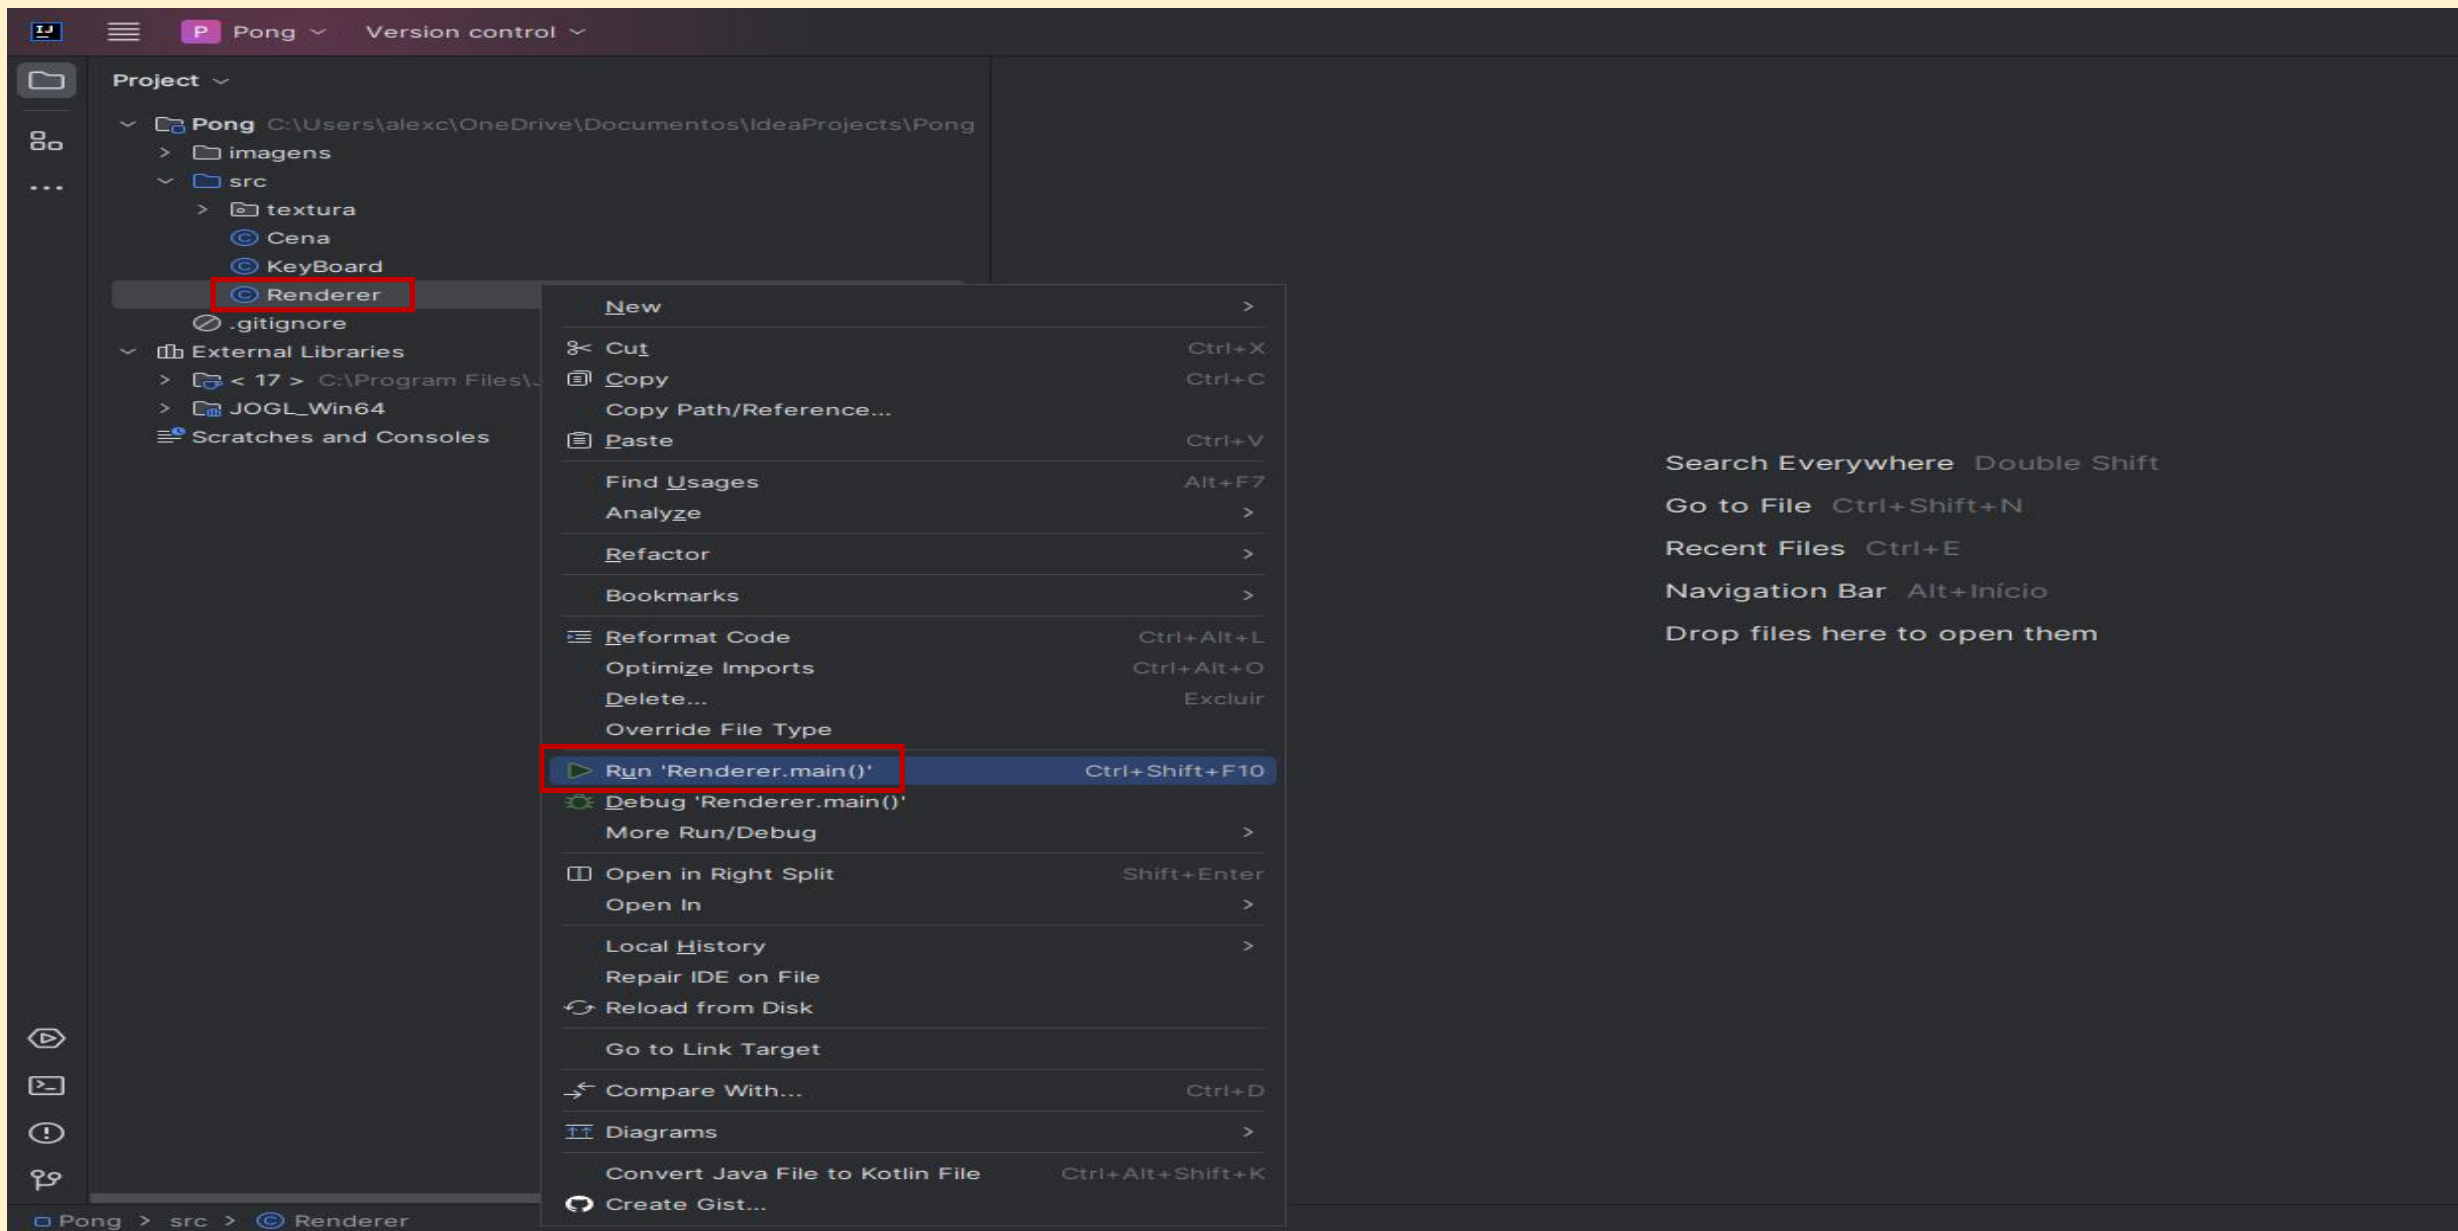 IJ
P Pong Version control
Project
Pong C:\Users\alexc\OneDrive\Documentos\IdeaProjects\Pong
imagens
src
textura
Cena
KeyBoard
Renderer
.gitignore
External Libraries
< 17 > C:\Program Files\
JOGL_Win64
Scratches and Consoles
New
Cut Ctrl+X
Copy Ctrl+C
Copy Path/Reference...
Paste Ctrl+V
Find Usages Alt+F7
Analyze
Refactor
Bookmarks
Reformat Code Ctrl+Alt+L
Optimize Imports Ctrl+Alt+O
Delete... Excluir
Override File Type
Run 'Renderer.main()' Ctrl+Shift+F10
Debug 'Renderer.main()'
More Run/Debug
Open in Right Split Shift+Enter
Open In
Local History
Repair IDE on File
Reload from Disk
Go to Link Target
Compare With... Ctrl+D
Diagrams
Convert Java File to Kotlin File Ctrl+Alt+Shift+K
Create Gist...
Search Everywhere Double Shift
Go to File Ctrl+Shift+N
Recent Files Ctrl+E
Navigation Bar Alt+Início
Drop files here to open them
Pong > src > Renderer